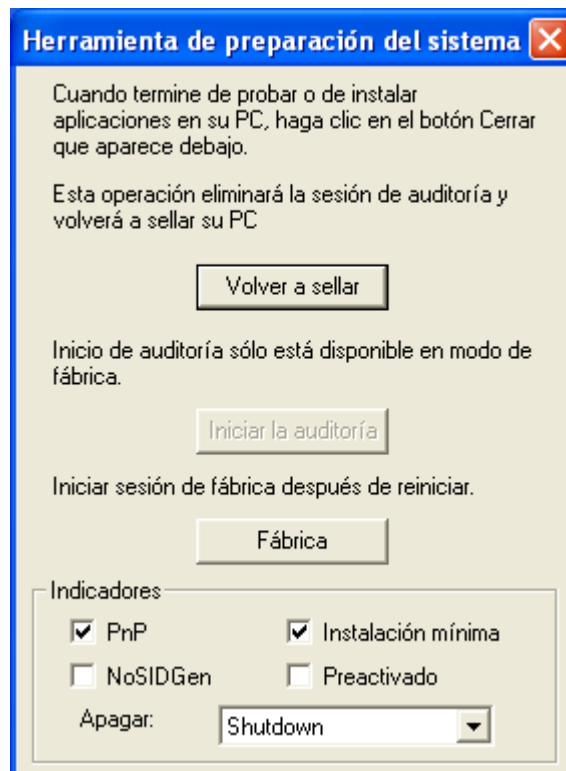 Herramienta de preparación del sistema
Cuando termine de probar o de instalar
aplicaciones en su PC, haga clic en el botón Cerrar
que aparece debajo.
Esta operación eliminará la sesión de auditoría y
volverá a sellar su PC
Volver a sellar
Inicio de auditoría sólo está disponible en modo de
fábrica.
Iniciar la auditoría
Iniciar sesión de fábrica después de reiniciar.
Fábrica
Indicadores
PnP
Instalación mínima
NoSIDGen
Preactivado
Apagar:
Shutdown